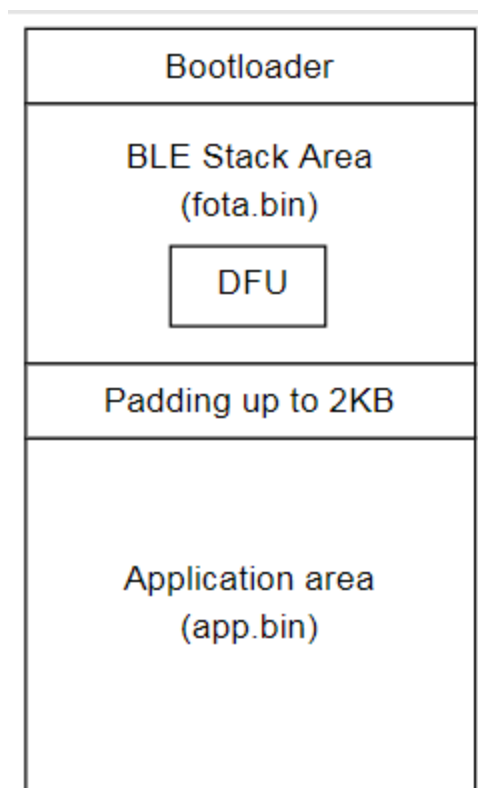 Bootloader
BLE Stack Area
(fota.bin)
DFU
Padding up to 2KB
Application area
(app.bin)